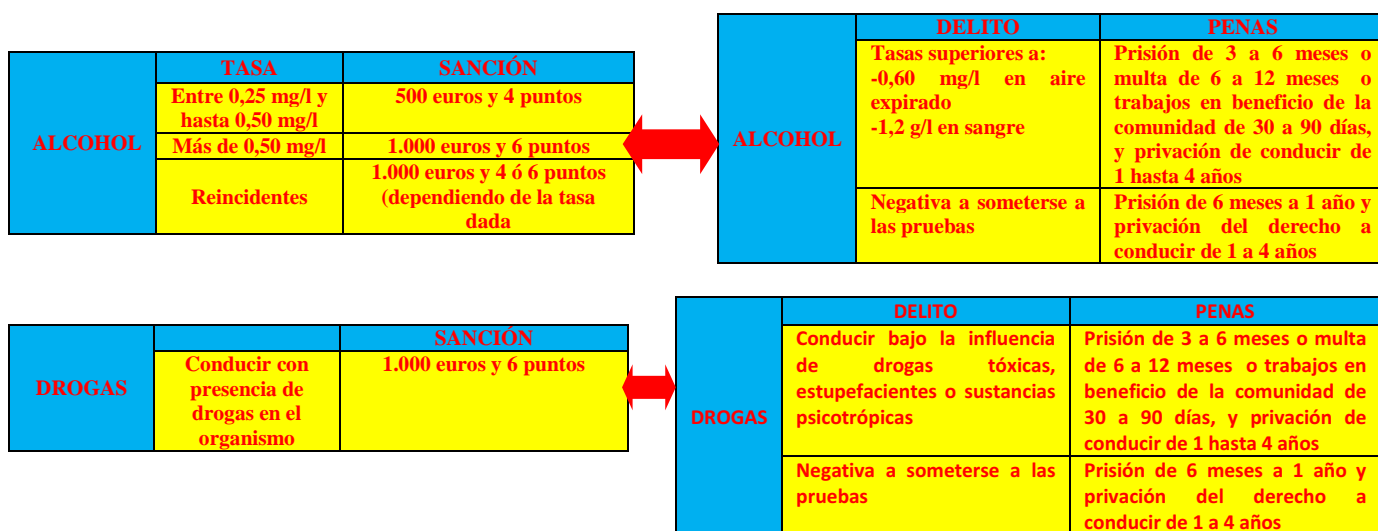 TASA SANCIÓN
ALCOHOL
Entre 0,25 mg/l y
hasta 0,50 mg/l
500 euros y 4 puntos
Más de 0,50 mg/l
1.000 euros y 6 puntos
Reincidentes
1.000 euros y 4 ó 6 puntos
(dependiendo de la tasa
dada
DELITO PENAS
ALCOHOL
Tasas superiores a:
-0,60 mg/l en aire
expirado
-1,2 g/l en sangre
Prisión de 3 a 6 meses o
multa de 6 a 12 meses o
trabajos en beneficio de la
comunidad de 30 a 90 días,
y privación de conducir de
1 hasta 4 años
Negativa a someterse a
las pruebas
Prisión de 6 meses a 1 año y
privación del derecho a
conducir de 1 a 4 años
SANCIÓN
DROGAS
Conducir con
presencia de
drogas en el
organismo
1.000 euros y 6 puntos
DELITO PENAS
DROGAS
Conducir bajo la influencia
de drogas tóxicas,
estupefacientes o sustancias
psicotrópicas
Prisión de 3 a 6 meses o multa
de 6 a 12 meses o trabajos en
beneficio de la comunidad de
30 a 90 días, y privación de
conducir de 1 hasta 4 años
Negativa a someterse a las
pruebas
Prisión de 6 meses a 1 año y
privación del derecho a
conducir de 1 a 4 años